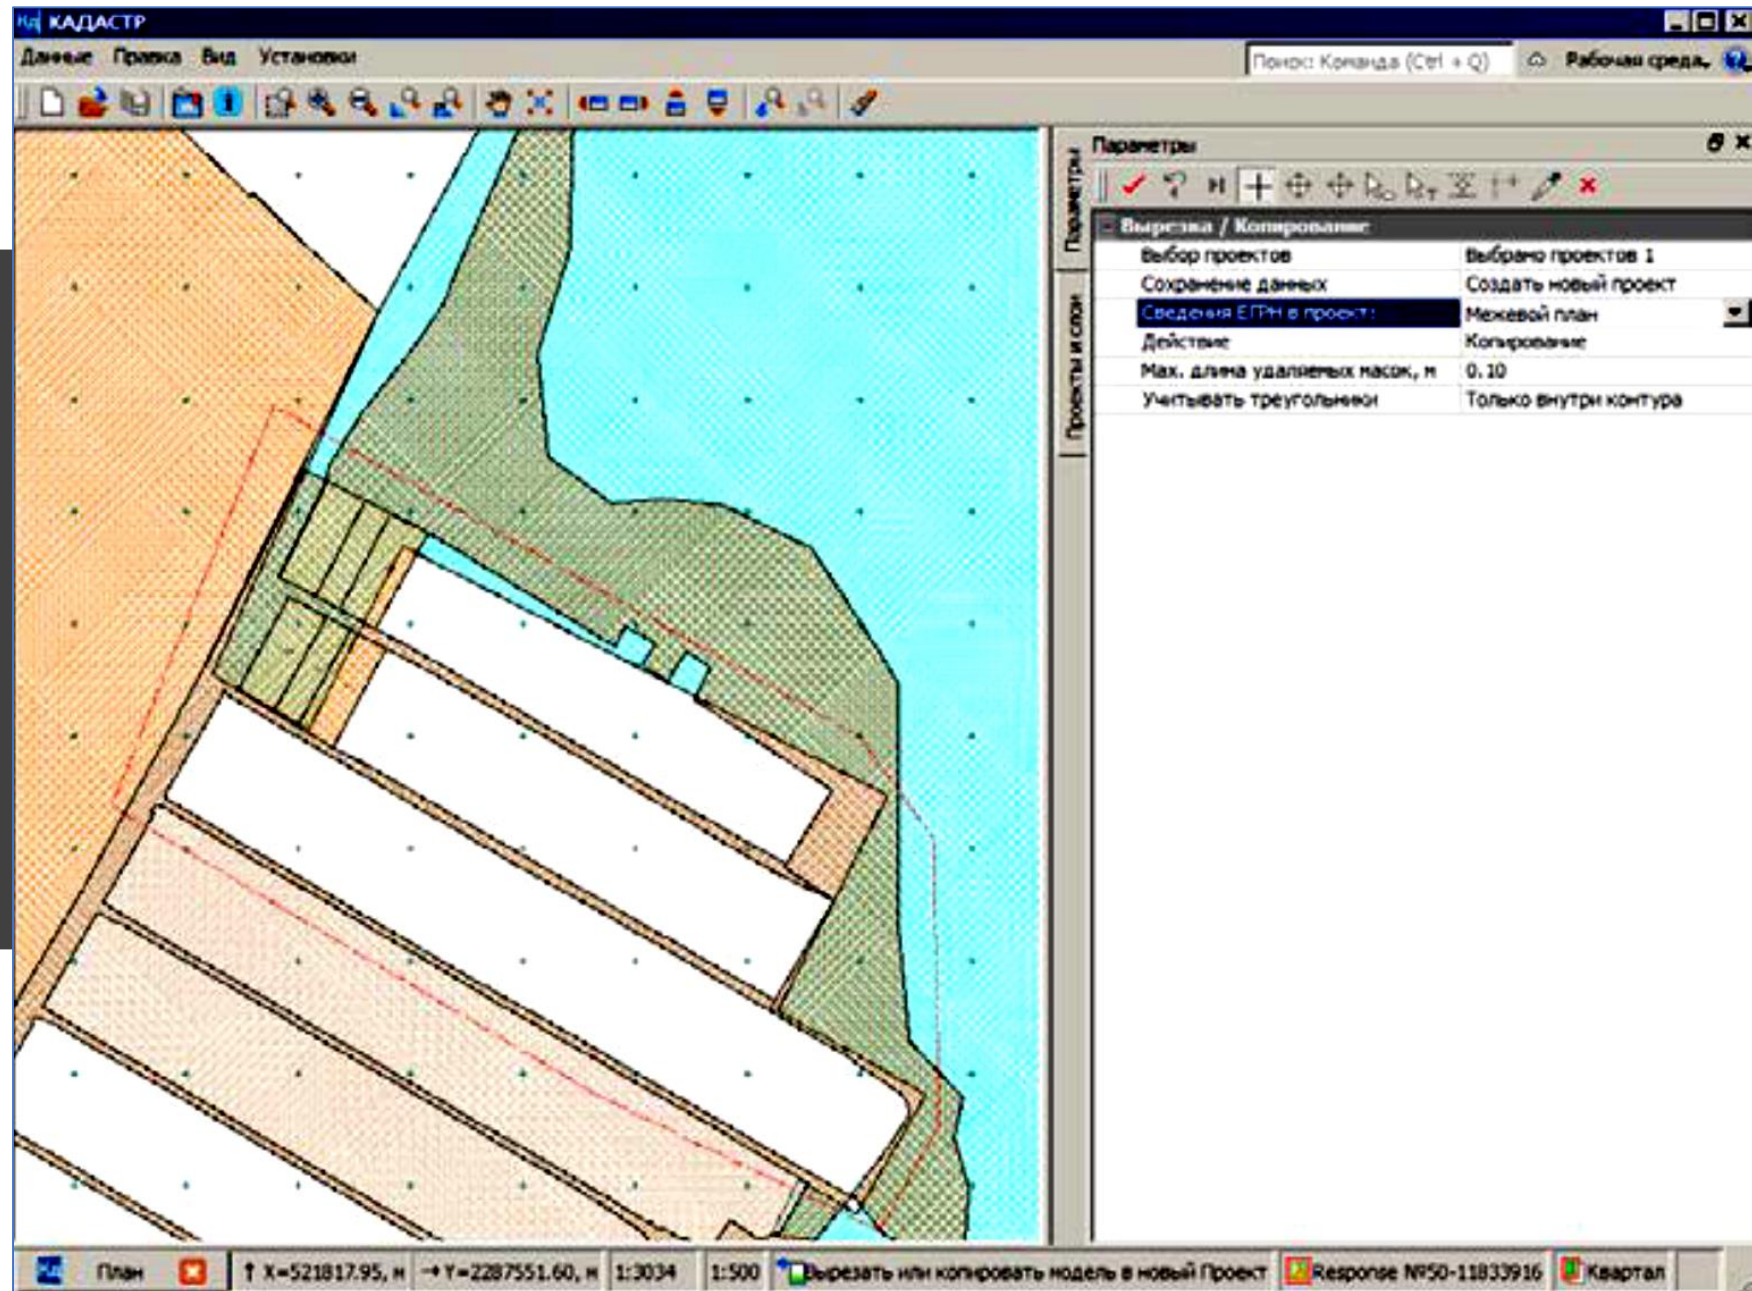 КАДАСТР
Данные Правка Вид Установки
Поиск: Команда (Ctrl + Q) Рабочая среда
Параметры
Параметры
Проекты и слои
Вырезка / Копирование
Выбор проектов Выбрано проектов 1
Сохранение данных Создать новый проект
Сведения ЕГРН в проект: Межевой план
Действие Копирование
Max. длина удаляемых масок, м 0.10
Учитывать треугольники Только внутри контура
План X=521817.95, м Y=2287551.60, м 1:3034 1:500 Вырезать или копировать модель в новый Проект Response №50-11833916 Квартал